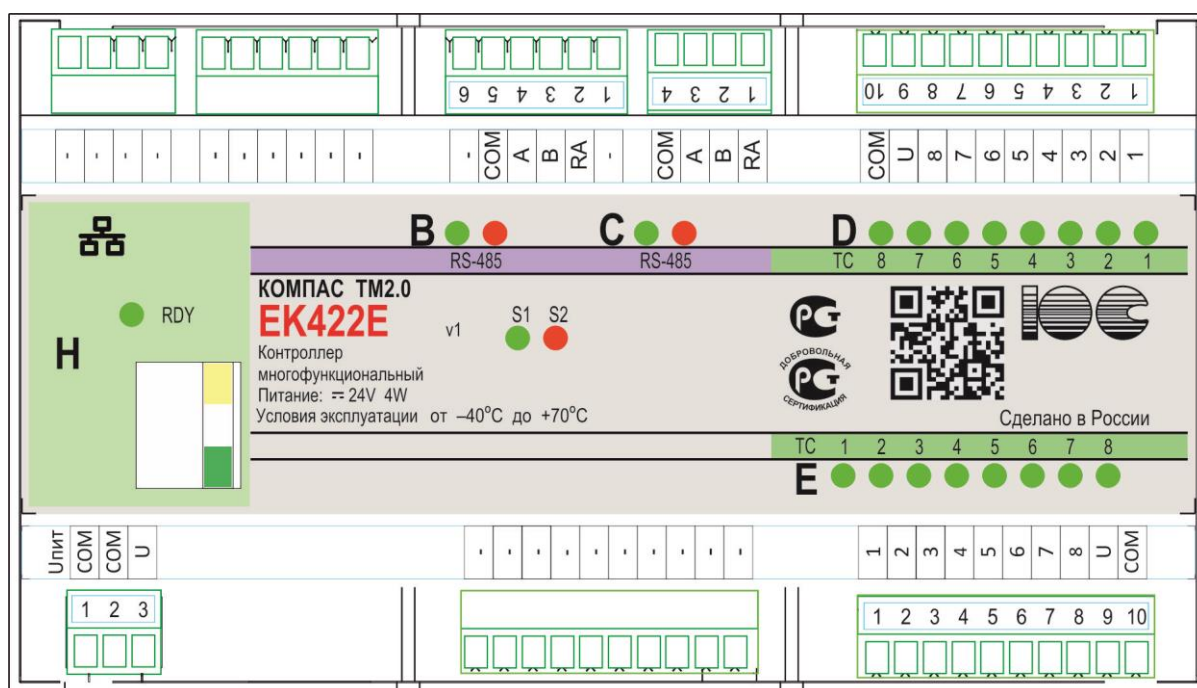 6 5 4 3 2 1
4 3 2 1
10 9 8 7 6 5 4 3 2 1
- - - - - - - - - - - COM A B RA - COM A B RA COM U 8 7 6 5 4 3 2 1
B C D
RS-485 RS-485 TC 8 7 6 5 4 3 2 1
КОМПАС TM2.0
EK422E v1 S1 S2
RDY
H
Контроллер
многофункциональный
Питание: ⎓ 24V 4W
Условия эксплуатации от –40°C до +70°C
РСТ
ДОБРОВОЛЬНАЯ
РСТ
СЕРТИФИКАЦИЯ
ЮС
Сделано в России
TC 1 2 3 4 5 6 7 8
E
Uпит COM COM U - - - - - - - - - - 1 2 3 4 5 6 7 8 U COM
1 2 3
1 2 3 4 5 6 7 8 9 10